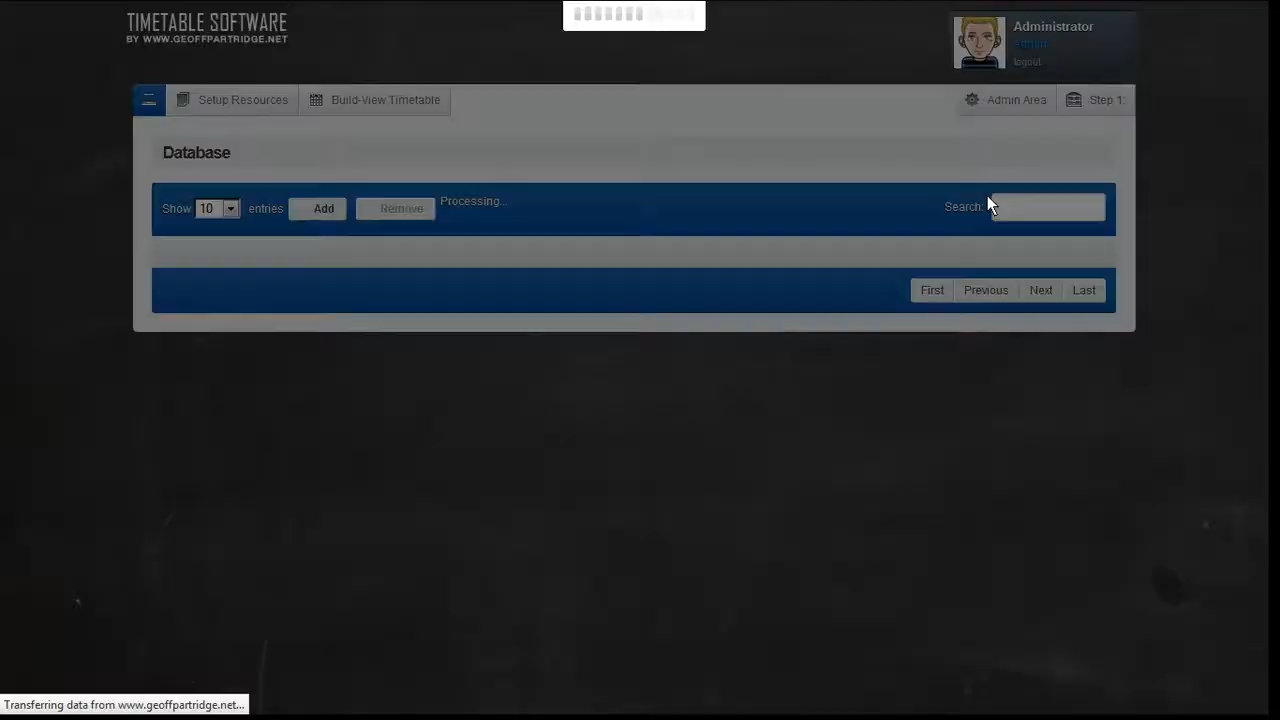 TIMETABLE SOFTWARE
BY WWW.GEOFFPARTRIDGE.NET
Administrator
admin
logout
Setup Resources
Build-View Timetable
Admin Area
Step 1:
Database
Show 10 entries Add Remove Processing... Search:
First Previous Next Last
Transferring data from www.geoffpartridge.net...